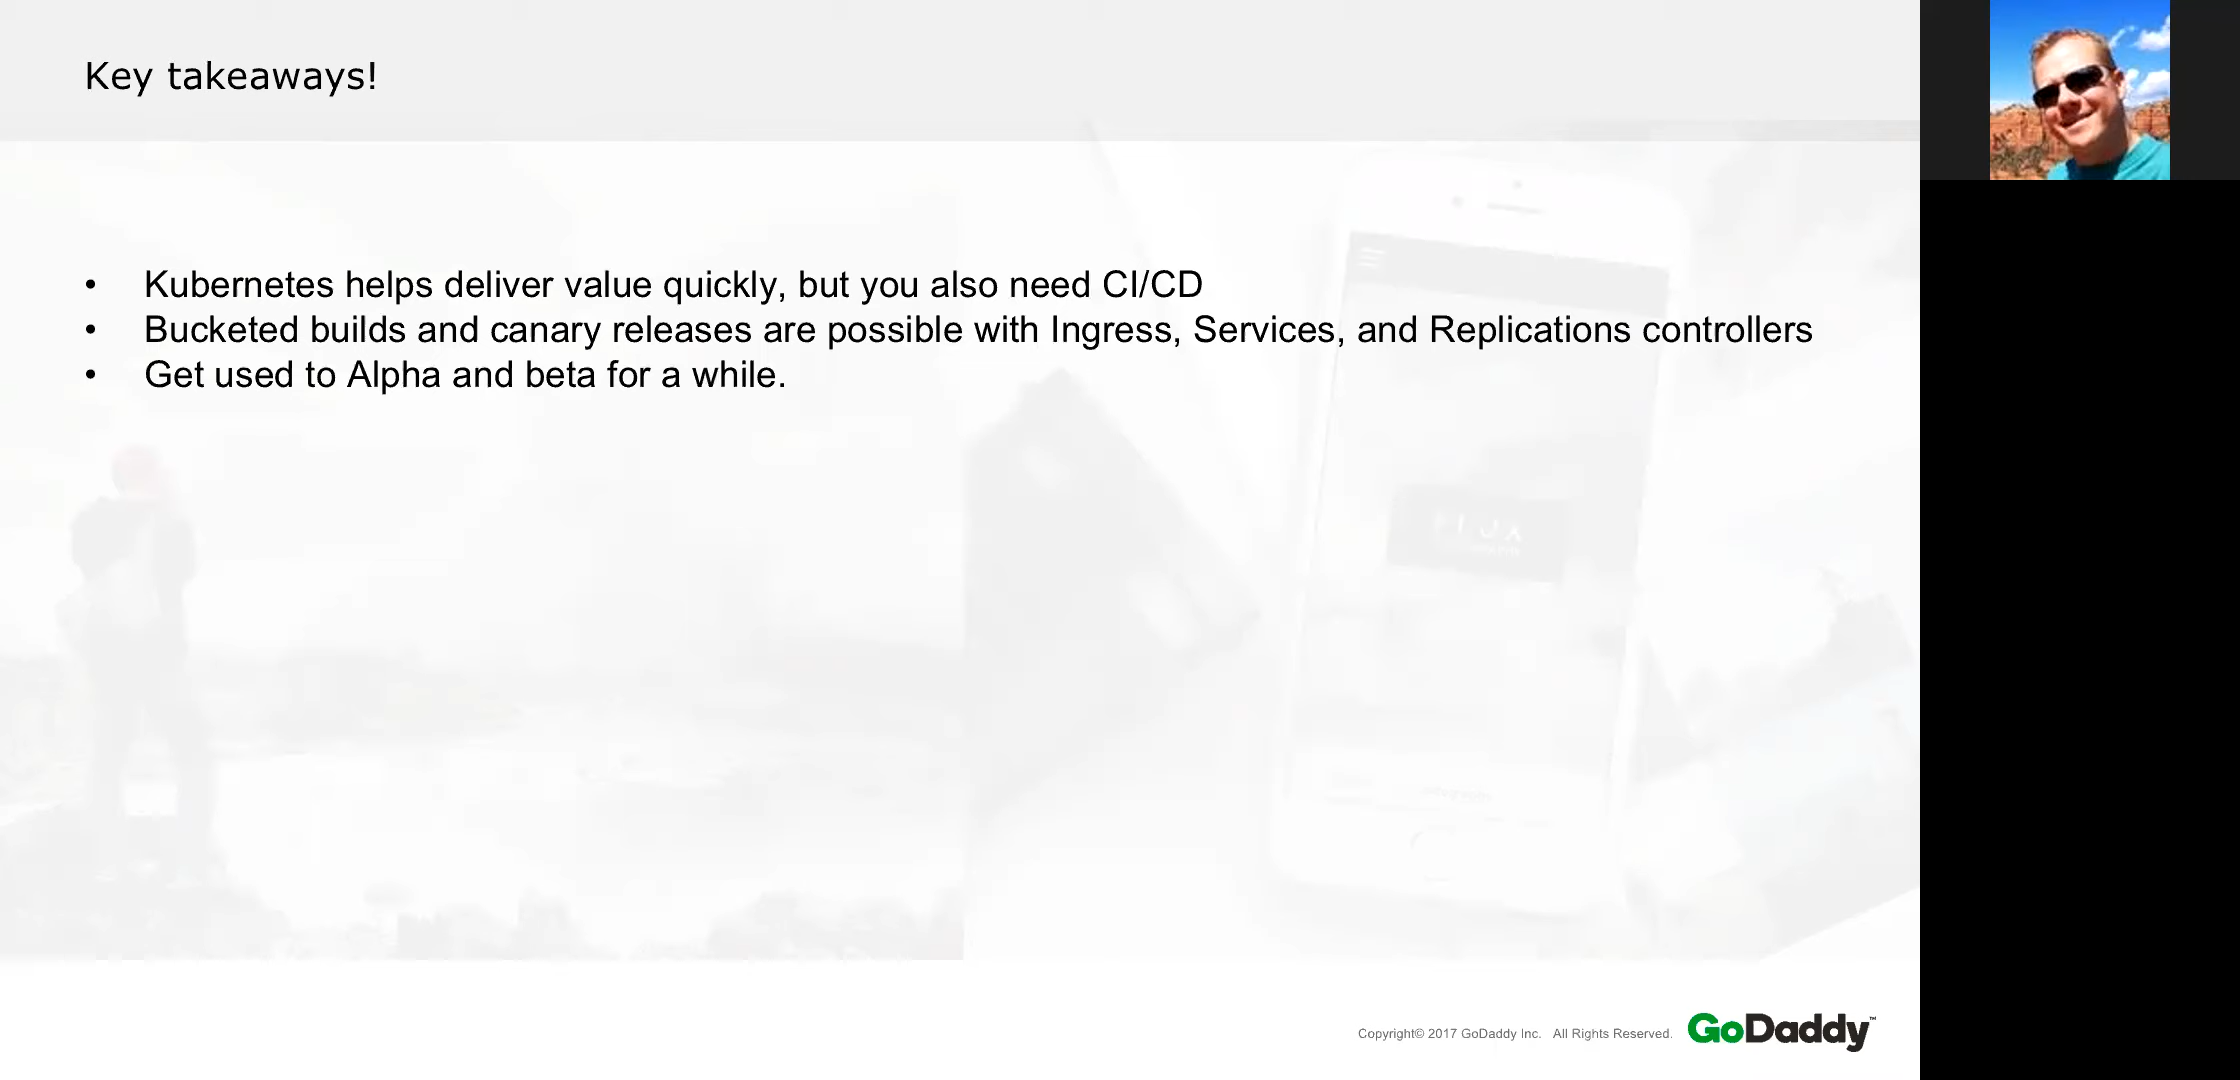 Key takeaways!
• Kubernetes helps deliver value quickly, but you also need CI/CD
• Bucketed builds and canary releases are possible with Ingress, Services, and Replications controllers
• Get used to Alpha and beta for a while.
Copyright© 2017 GoDaddy Inc. All Rights Reserved. GoDaddy™